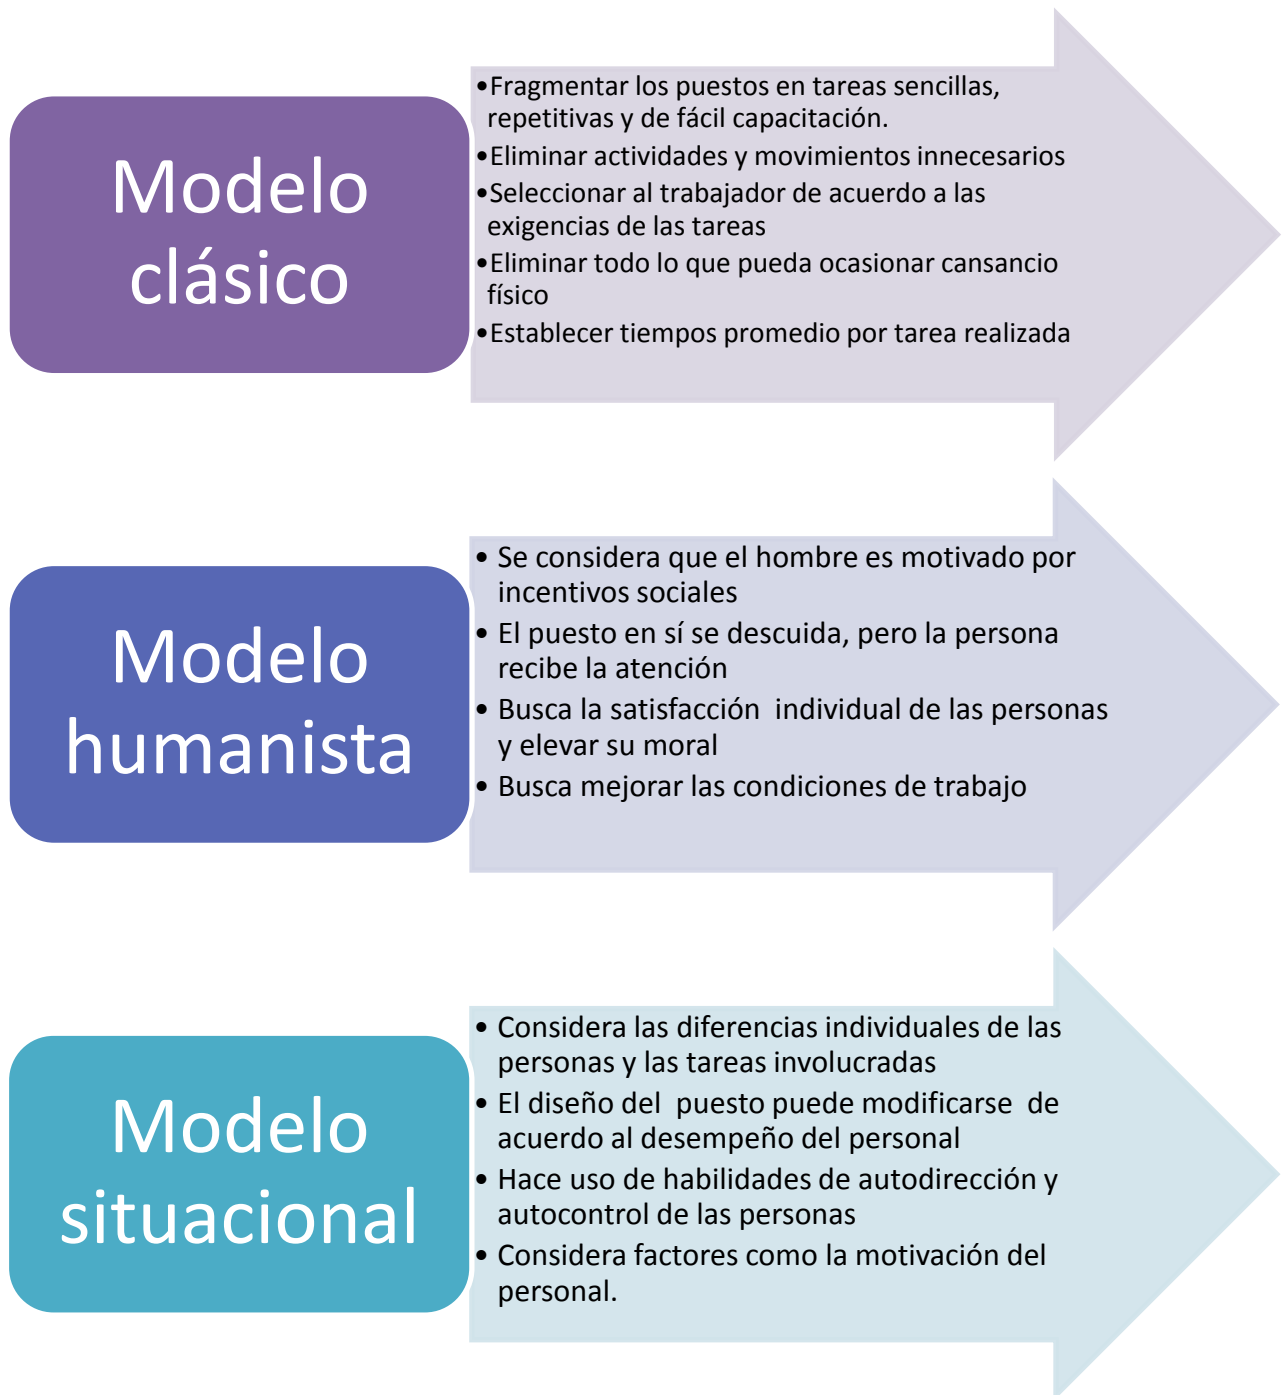 Modelo
clásico
•Fragmentar los puestos en tareas sencillas,
repetitivas y de fácil capacitación.
•Eliminar actividades y movimientos innecesarios
•Seleccionar al trabajador de acuerdo a las
exigencias de las tareas
•Eliminar todo lo que pueda ocasionar cansancio
físico
•Establecer tiempos promedio por tarea realizada
Modelo
humanista
• Se considera que el hombre es motivado por
incentivos sociales
• El puesto en sí se descuida, pero la persona
recibe la atención
• Busca la satisfacción  individual de las personas
y elevar su moral
• Busca mejorar las condiciones de trabajo
Modelo
situacional
• Considera las diferencias individuales de las
personas y las tareas involucradas
• El diseño del  puesto puede modificarse  de
acuerdo al desempeño del personal
• Hace uso de habilidades de autodirección y
autocontrol de las personas
• Considera factores como la motivación del
personal.